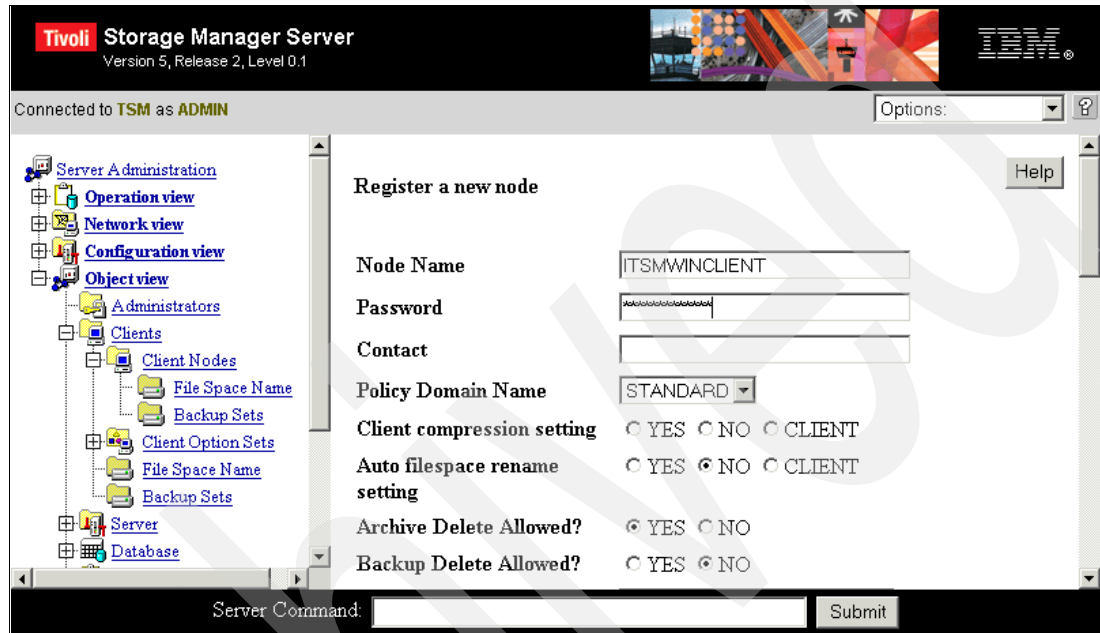 Tivoli Storage Manager Server
Version 5, Release 2, Level 0.1
IBM®
Connected to TSM as ADMIN
Options:
?
Server Administration
Operation view
Network view
Configuration view
Object view
Administrators
Clients
Client Nodes
File Space Name
Backup Sets
Client Option Sets
File Space Name
Backup Sets
Server
Database
Help
Register a new node
Node Name ITSMWINCLIENT
Password
Contact
Policy Domain Name STANDARD
Client compression setting YES NO CLIENT
Auto filespace rename setting YES NO CLIENT
Archive Delete Allowed? YES NO
Backup Delete Allowed? YES NO
Server Command: Submit